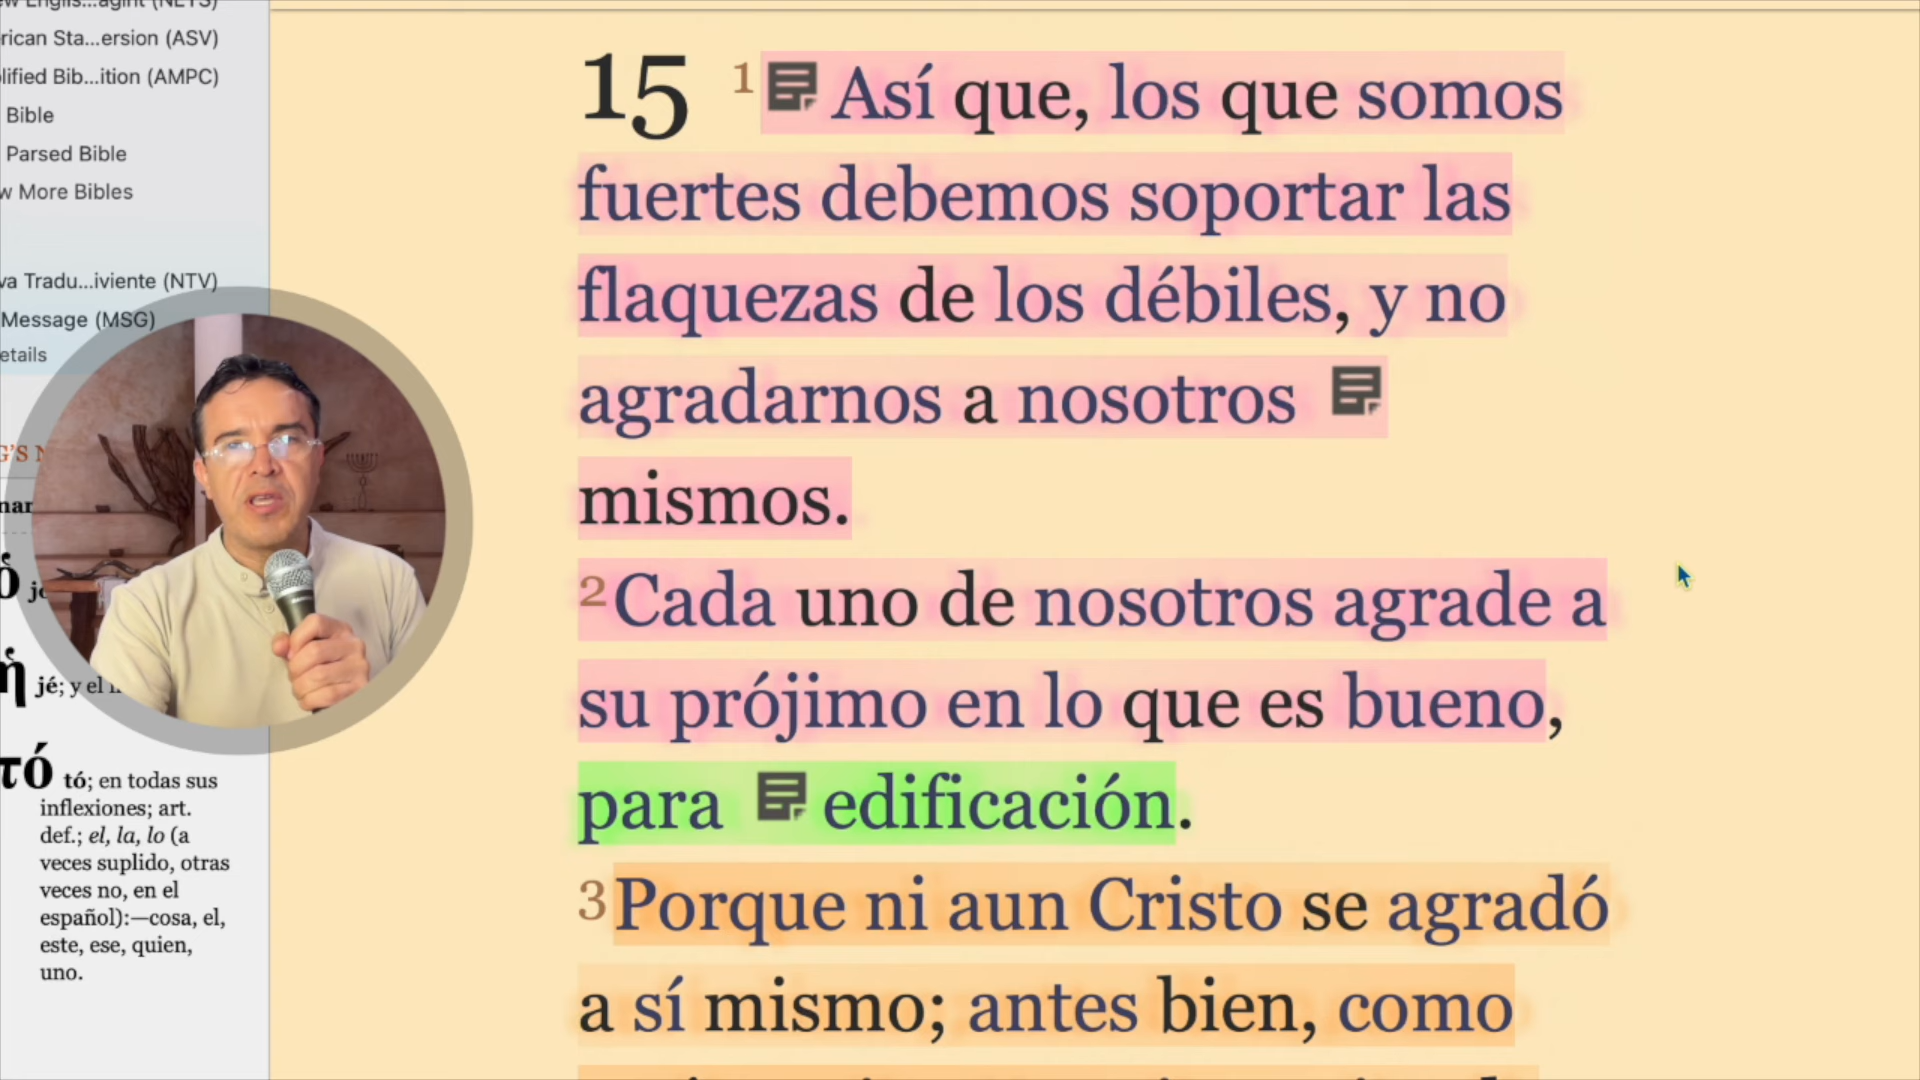 rican Sta...ersion (ASV)
lified Bib...ition (AMPC)
Bible
Parsed Bible
w More Bibles
va Tradu...iviente (NTV)
Message (MSG)
etails
G'S N
nar
jé; y el
τό tó; en todas sus
inflexiones; art.
def.; el, la, lo (a
veces suplido, otras
veces no, en el
español):—cosa, el,
este, ese, quien,
uno.
15 1 Así que, los que somos
fuertes debemos soportar las
flaquezas de los débiles, y no
agradarnos a nosotros
mismos.
2 Cada uno de nosotros agrade a
su prójimo en lo que es bueno,
para edificación.
3 Porque ni aun Cristo se agradó
a sí mismo; antes bien, como